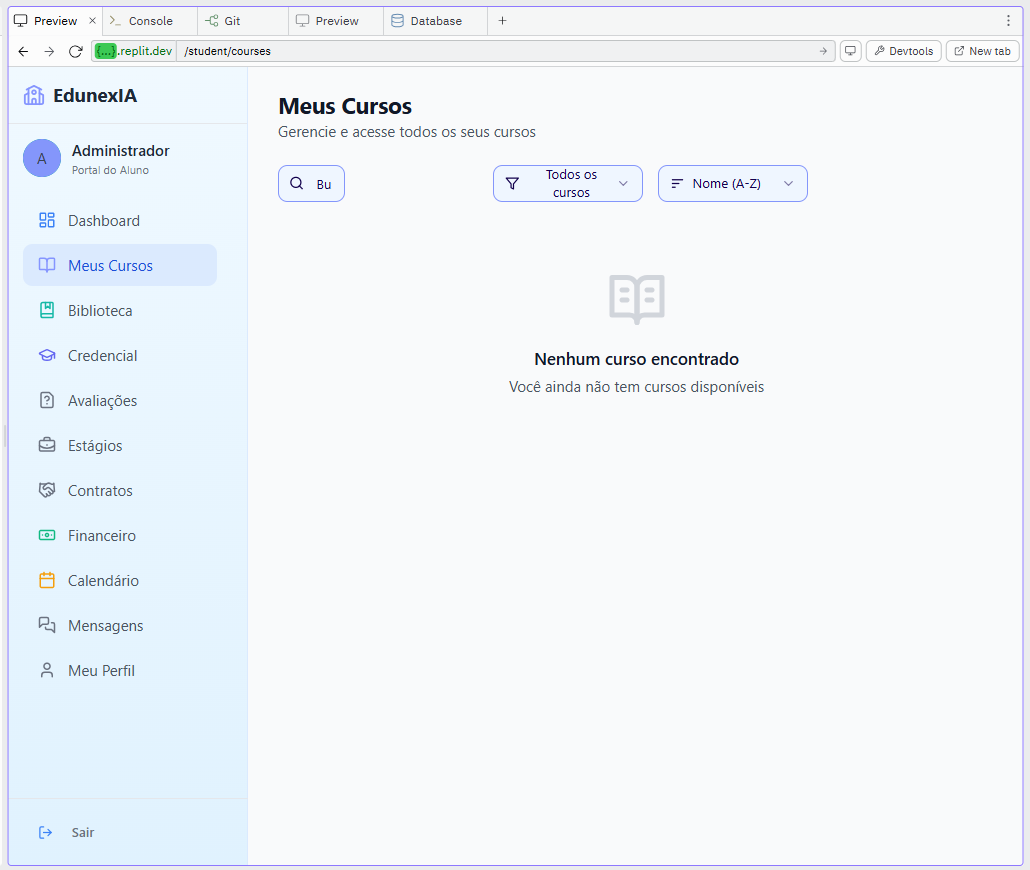 Preview
Console
Git
Preview
Database
{...}.replit.dev /student/courses
Devtools
New tab
EdunexIA
A
Administrador
Portal do Aluno
Dashboard
Meus Cursos
Biblioteca
Credencial
Avaliações
Estágios
Contratos
Financeiro
Calendário
Mensagens
Meu Perfil
Sair
Meus Cursos
Gerencie e acesse todos os seus cursos
Bu
Todos os
cursos
Nome (A-Z)
Nenhum curso encontrado
Você ainda não tem cursos disponíveis